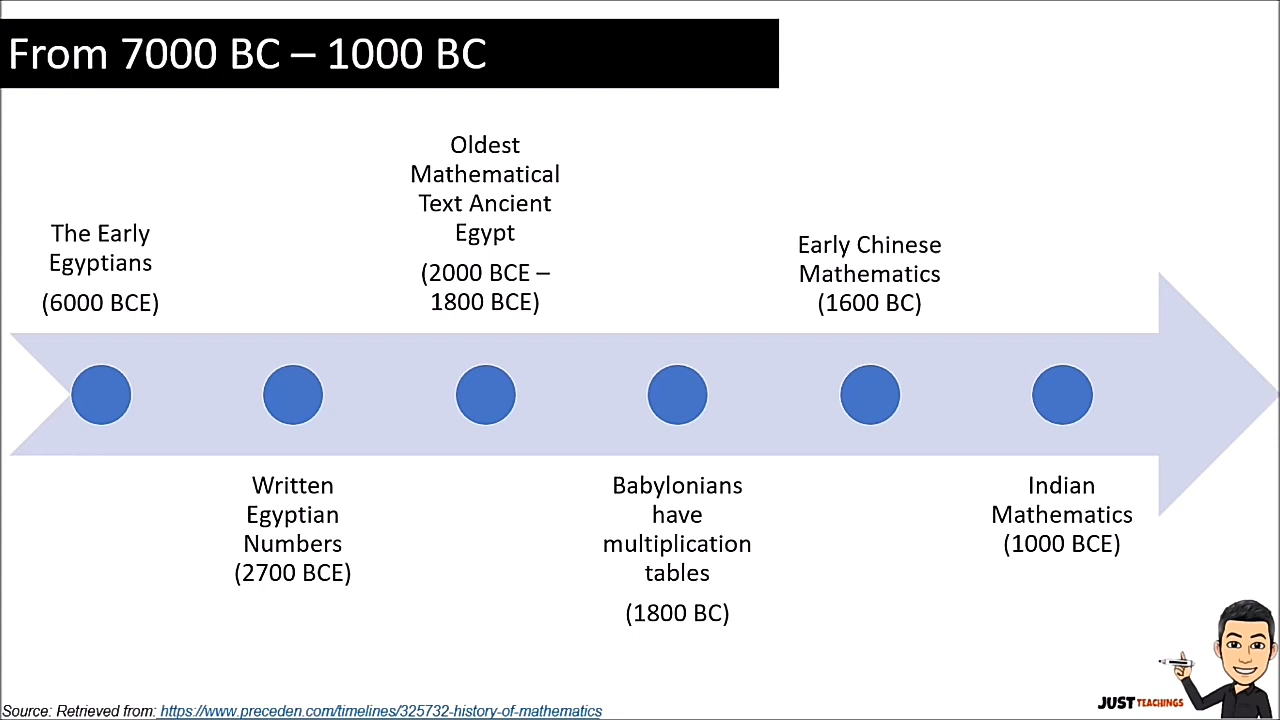 From 7000 BC – 1000 BC
The Early
Egyptians
(6000 BCE)
Written
Egyptian
Numbers
(2700 BCE)
Oldest
Mathematical
Text Ancient
Egypt
(2000 BCE –
1800 BCE)
Babylonians
have
multiplication
tables
(1800 BC)
Early Chinese
Mathematics
(1600 BC)
Indian
Mathematics
(1000 BCE)
JUST TEACHINGS
Source: Retrieved from: https://www.preceden.com/timelines/325732-history-of-mathematics